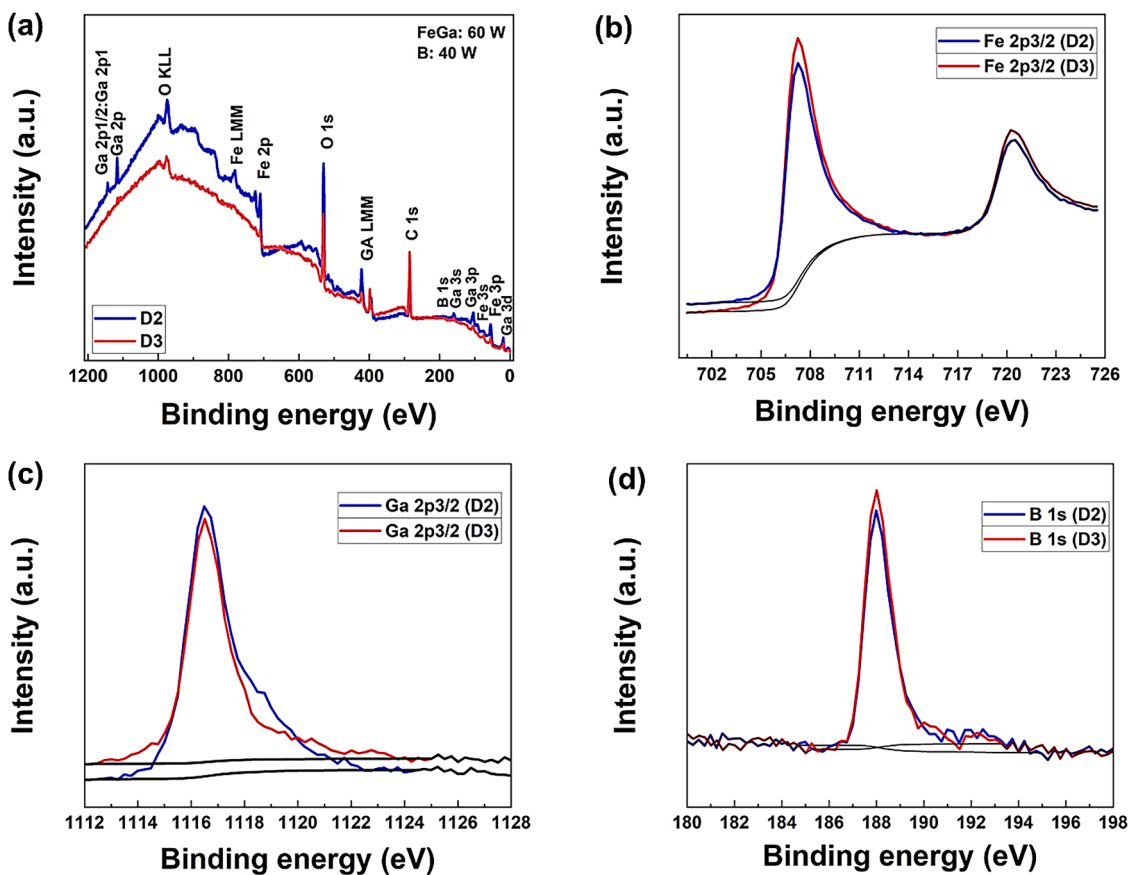 (a)
FeGa: 60 W
B: 40 W
Ga 2p1/2:Ga 2p1
Ga 2p
O KLL
Fe LMM
Fe 2p
O 1s
GA LMM
C 1s
B 1s
Ga 3s
Ga 3p
Fe 3s
Fe 3p
Ga 3d
D2
D3
1200 1000 800 600 400 200 0
Binding energy (eV)
Intensity (a.u.)
(b)
Fe 2p3/2 (D2)
Fe 2p3/2 (D3)
702 705 708 711 714 717 720 723 726
Binding energy (eV)
Intensity (a.u.)
(c)
Ga 2p3/2 (D2)
Ga 2p3/2 (D3)
1112 1114 1116 1118 1120 1122 1124 1126 1128
Binding energy (eV)
Intensity (a.u.)
(d)
B 1s (D2)
B 1s (D3)
180 182 184 186 188 190 192 194 196 198
Binding energy (eV)
Intensity (a.u.)